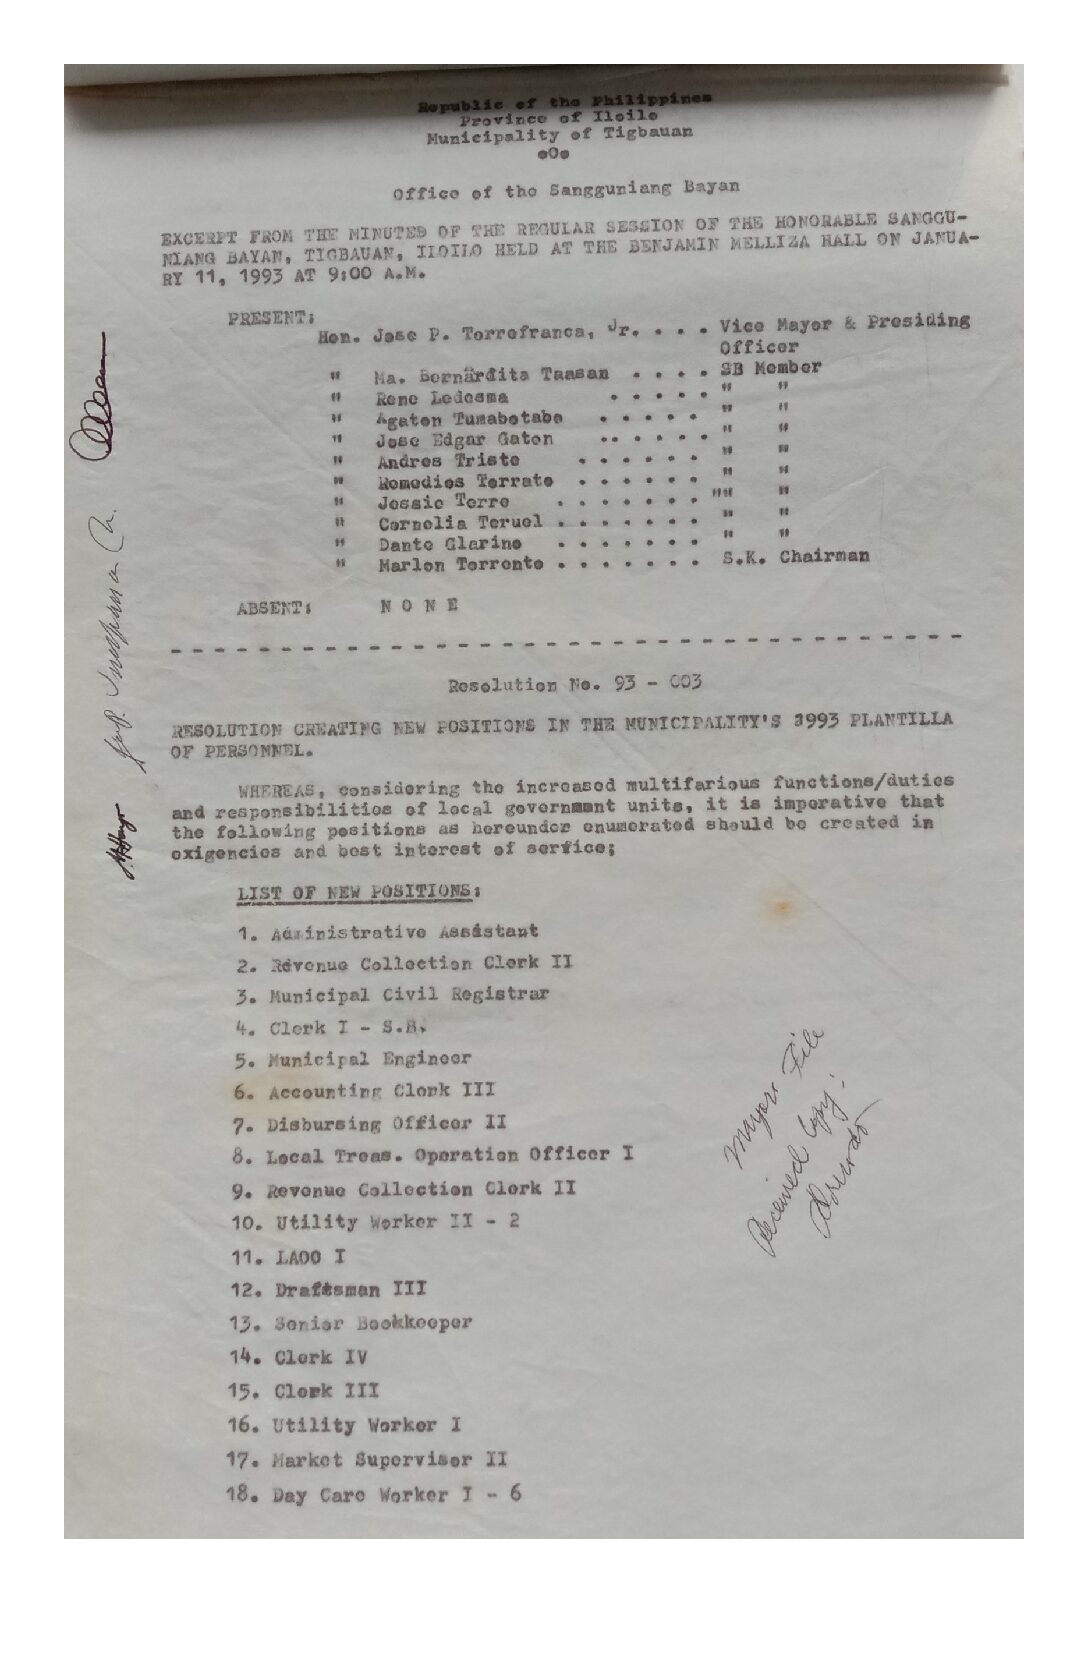 Republic of the Philippines
Province of Iloilo
Municipality of Tigbauan
oOo
Office of the Sangguniang Bayan
EXCERPT FROM THE MINUTES OF THE REGULAR SESSION OF THE HONORABLE SANGGU-
NIANG BAYAN, TIGBAUAN, ILOILO HELD AT THE BENJAMIN MELLIZA HALL ON JANUA-
RY 11, 1993 AT 9:00 A.M.
PRESENT:
Hon. Jose P. Torrefranca, Jr. . . . Vice Mayor & Presiding
Officer
" Ma. Bernardita Taasan . . . . SB Member
" Rene Ledesma . . . . . " "
" Agaton Tumabotabo . . . . . " "
" Jose Edgar Gaton .. . . . . " "
" Andres Triste . . . . . . " "
" Remedios Terrato . . . . . . " "
" Jessie Terre . . . . . . . "" "
" Cornelia Teruel . . . . . . . " "
" Dante Glarino . . . . . . . " "
" Marlon Torrento . . . . . . . S.K. Chairman
ABSENT: N O N E
Resolution No. 93 - 003
RESOLUTION CREATING NEW POSITIONS IN THE MUNICIPALITY'S 1993 PLANTILLA
OF PERSONNEL.
WHEREAS, considering the increased multifarious functions/duties
and responsibilities of local government units, it is imperative that
the following positions as hereunder enumerated should be created in
exigencies and best interest of serfice;
LIST OF NEW POSITIONS:
1. Administrative Assistant
2. Revenue Collection Clerk II
3. Municipal Civil Registrar
4. Clerk I - S.B.
5. Municipal Engineer
6. Accounting Clerk III
7. Disbursing Officer II
8. Local Treas. Operation Officer I
9. Revenue Collection Clerk II
10. Utility Worker II - 2
11. LAOO I
12. Draftsman III
13. Senior Bookkeeper
14. Clerk IV
15. Clerk III
16. Utility Worker I
17. Market Supervisor II
18. Day Care Worker I - 6
Mayor File
Received Copy: